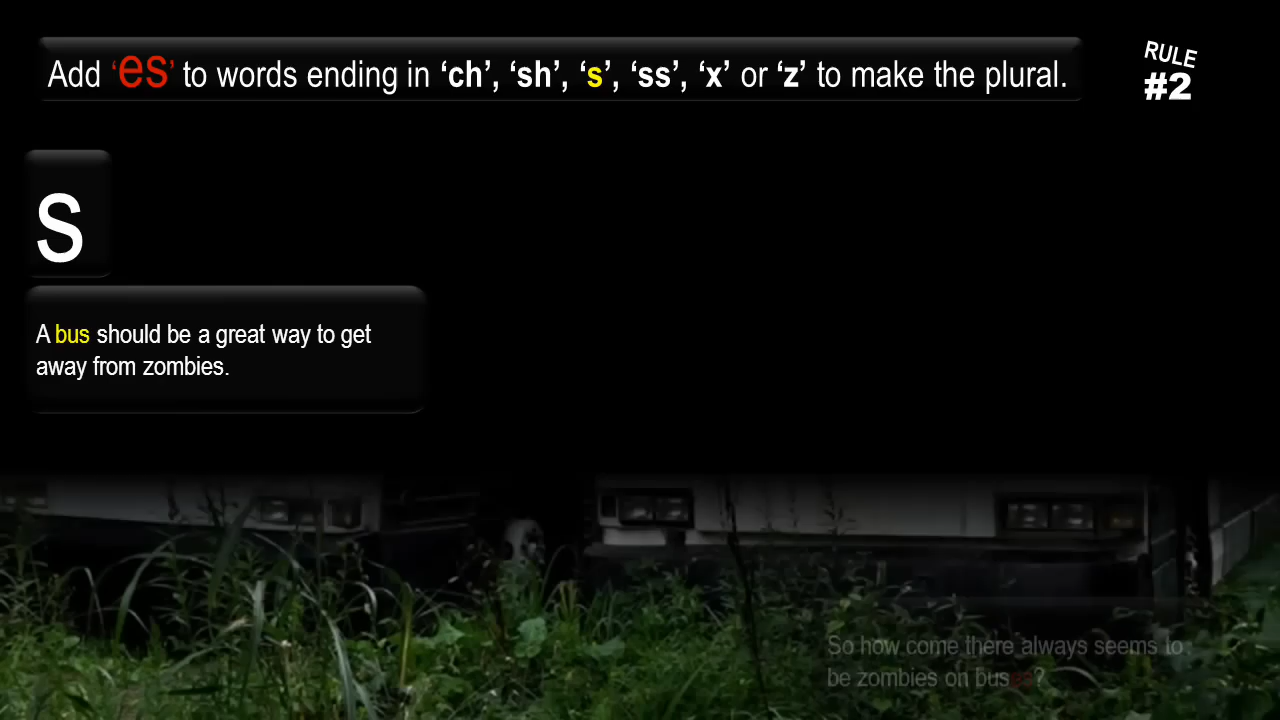 Add ‘es’ to words ending in ‘ch’, ‘sh’, ‘s’, ‘ss’, ‘x’ or ‘z’ to make the plural.
RULE
#2
S
A bus should be a great way to get
away from zombies.
So how come there always seems to
be zombies on buses?